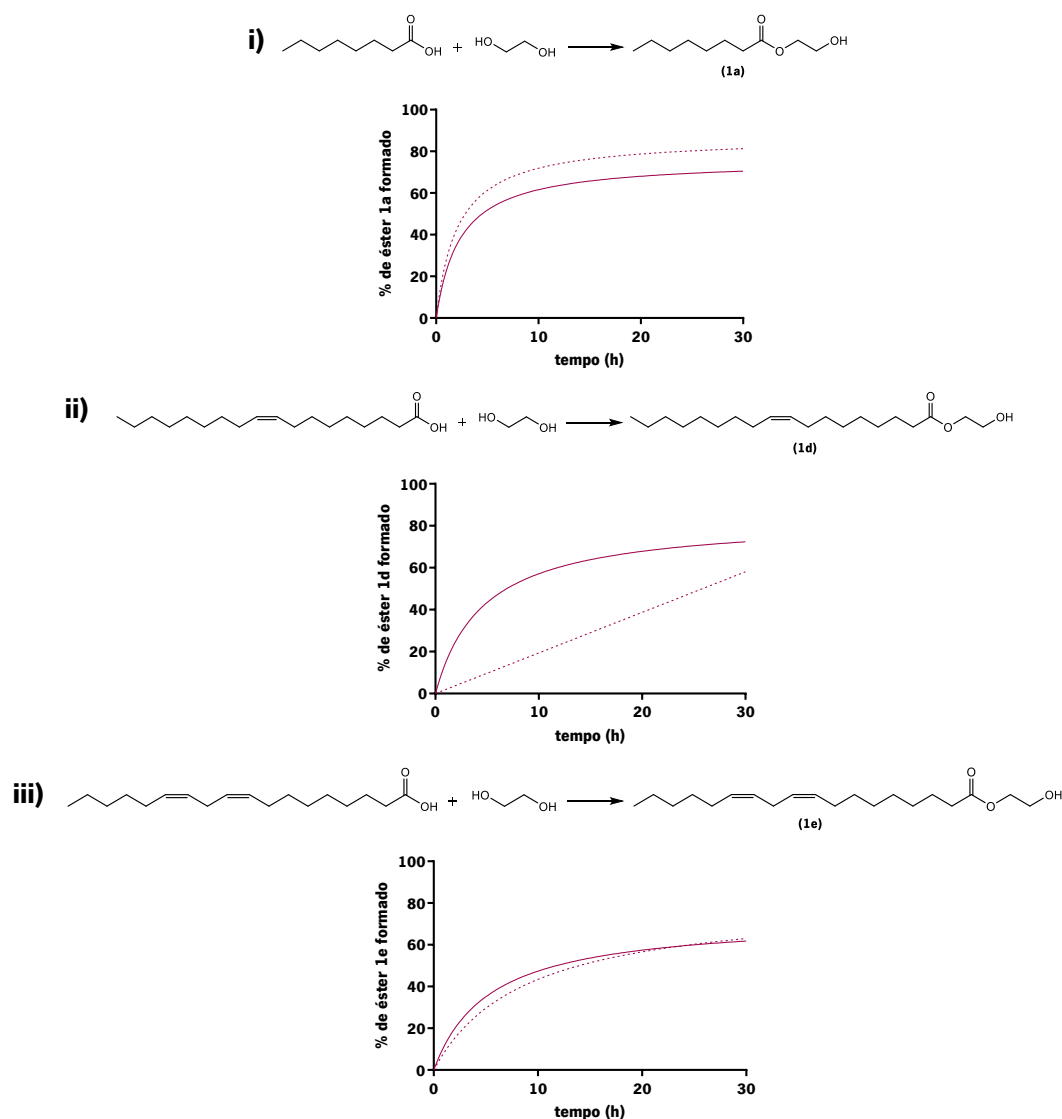 i)
O
OH
+
HO
OH
O
O
OH
(1a)
% de éster 1a formado
100
80
60
40
20
0
0 10 20 30
tempo (h)
ii)
O
OH
+
HO
OH
O
O
OH
(1d)
% de éster 1d formado
100
80
60
40
20
0
0 10 20 30
tempo (h)
iii)
O
OH
+
HO
OH
O
O
OH
(1e)
% de éster 1e formado
100
80
60
40
20
0
0 10 20 30
tempo (h)